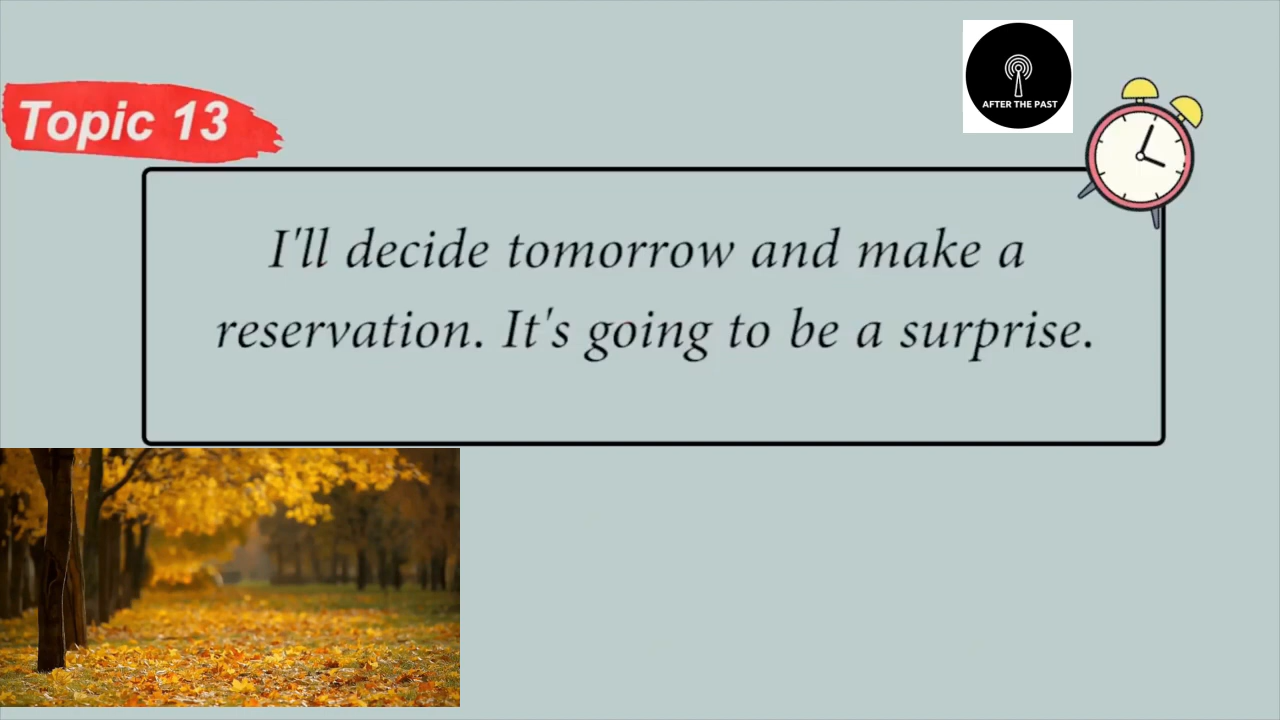 AFTER THE PAST
Topic 13
I'll decide tomorrow and make a
reservation. It's going to be a surprise.